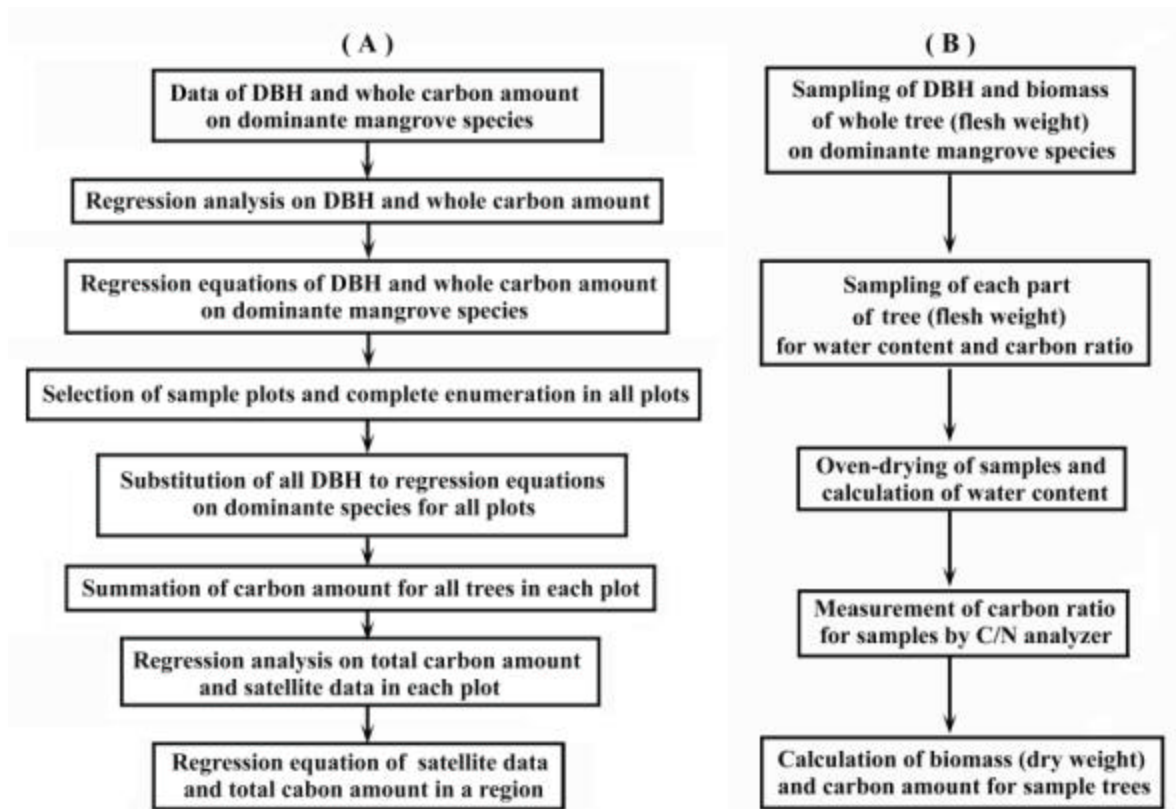 ( A )
Data of DBH and whole carbon amount
on dominante mangrove species
Regression analysis on DBH and whole carbon amount
Regression equations of DBH and whole carbon amount
on dominante mangrove species
Selection of sample plots and complete enumeration in all plots
Substitution of all DBH to regression equations
on dominante species for all plots
Summation of carbon amount for all trees in each plot
Regression analysis on total carbon amount
and satellite data in each plot
Regression equation of satellite data
and total cabon amount in a region
( B )
Sampling of DBH and biomass
of whole tree (flesh weight)
on dominante mangrove species
Sampling of each part
of tree (flesh weight)
for water content and carbon ratio
Oven-drying of samples and
calculation of water content
Measurement of carbon ratio
for samples by C/N analyzer
Calculation of biomass (dry weight)
and carbon amount for sample trees